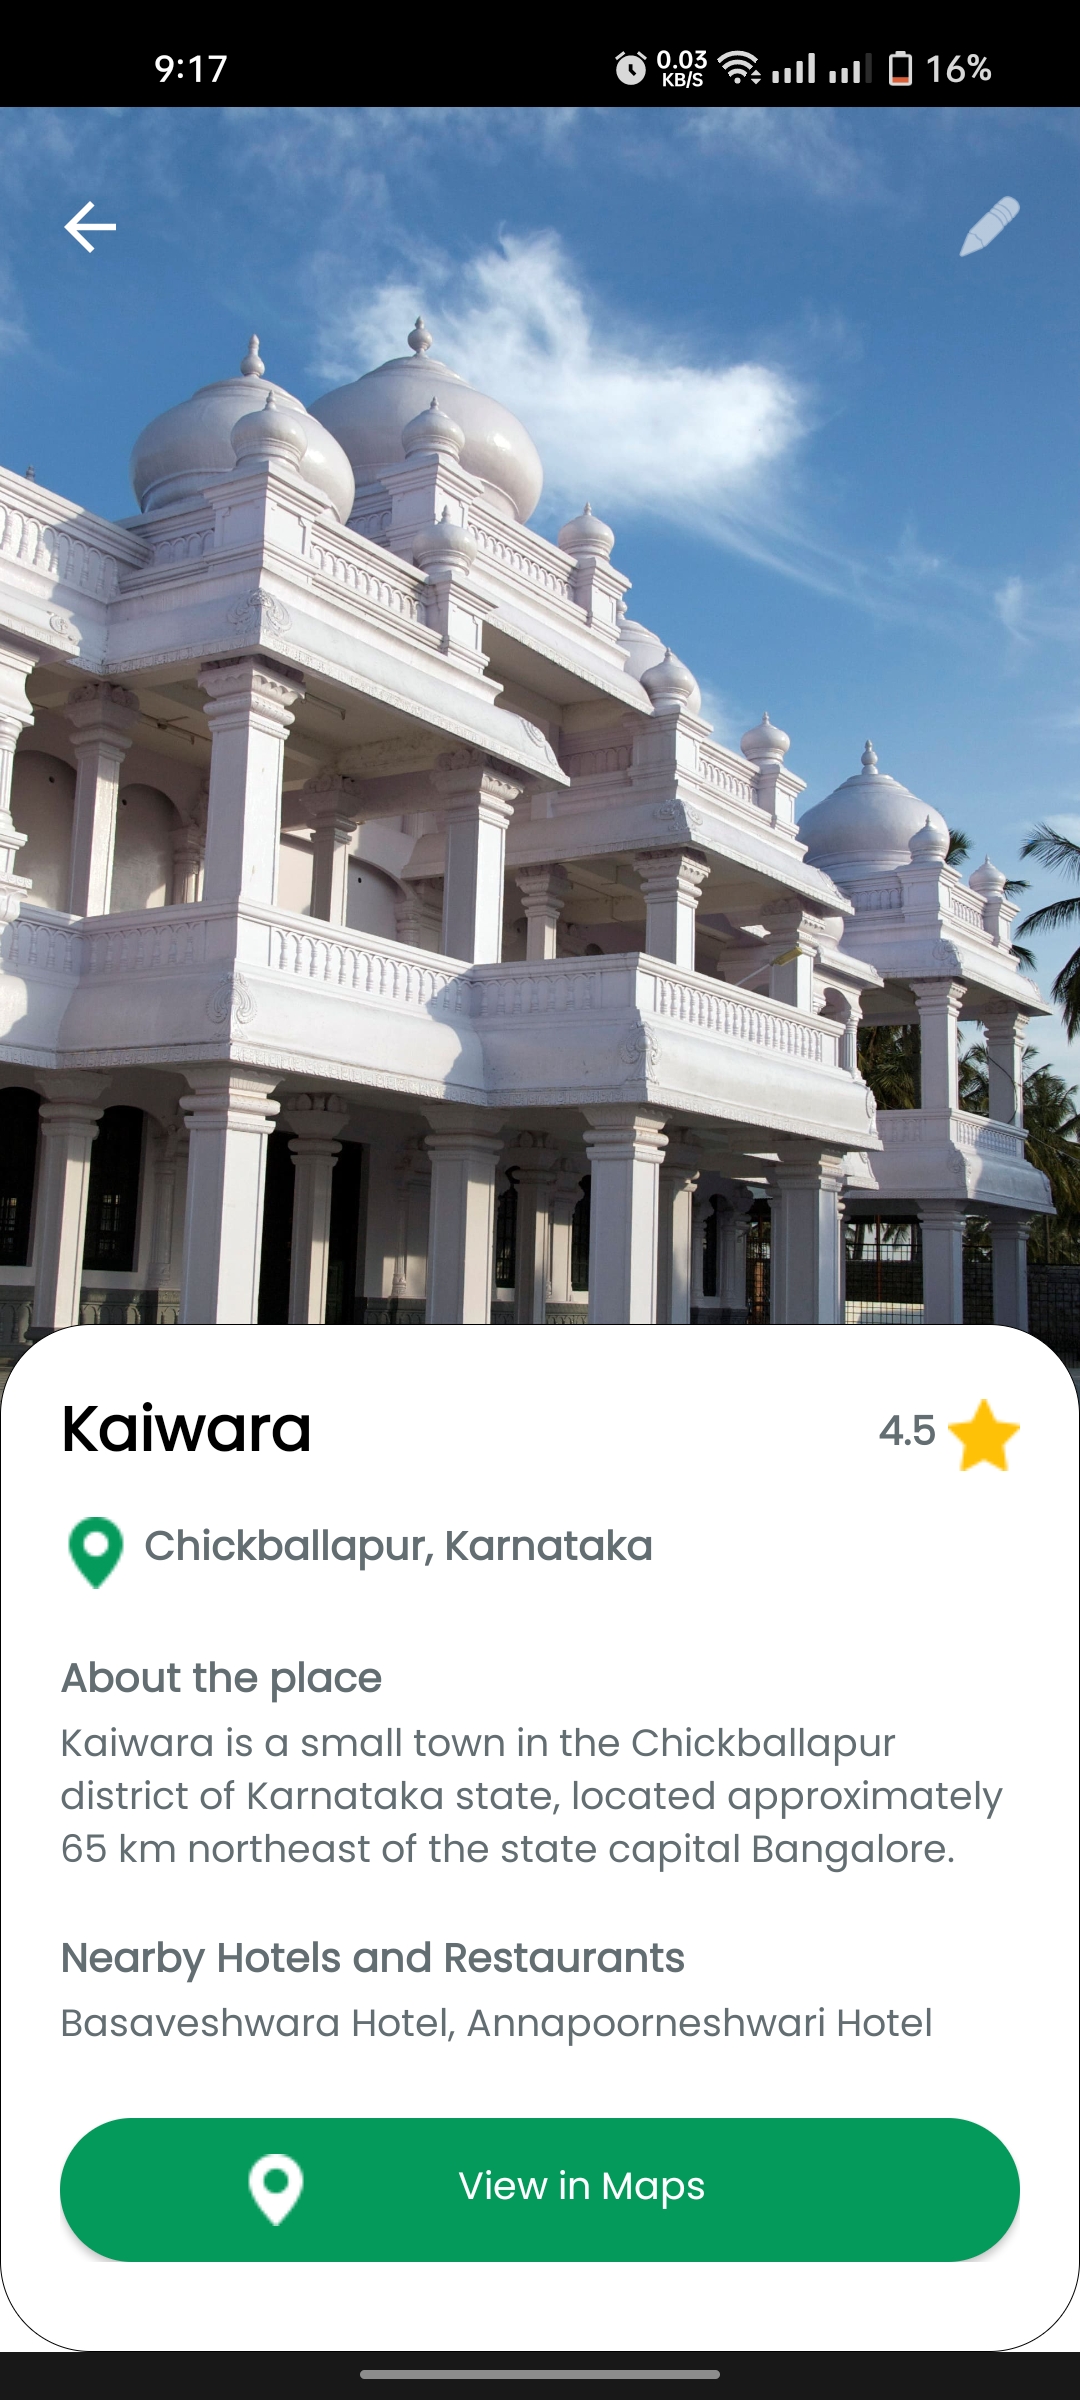 9:17
0.03
KB/S
16%
Kaiwara
4.5
Chickballapur, Karnataka
About the place
Kaiwara is a small town in the Chickballapur
district of Karnataka state, located approximately
65 km northeast of the state capital Bangalore.
Nearby Hotels and Restaurants
Basaveshwara Hotel, Annapoorneshwari Hotel
View in Maps